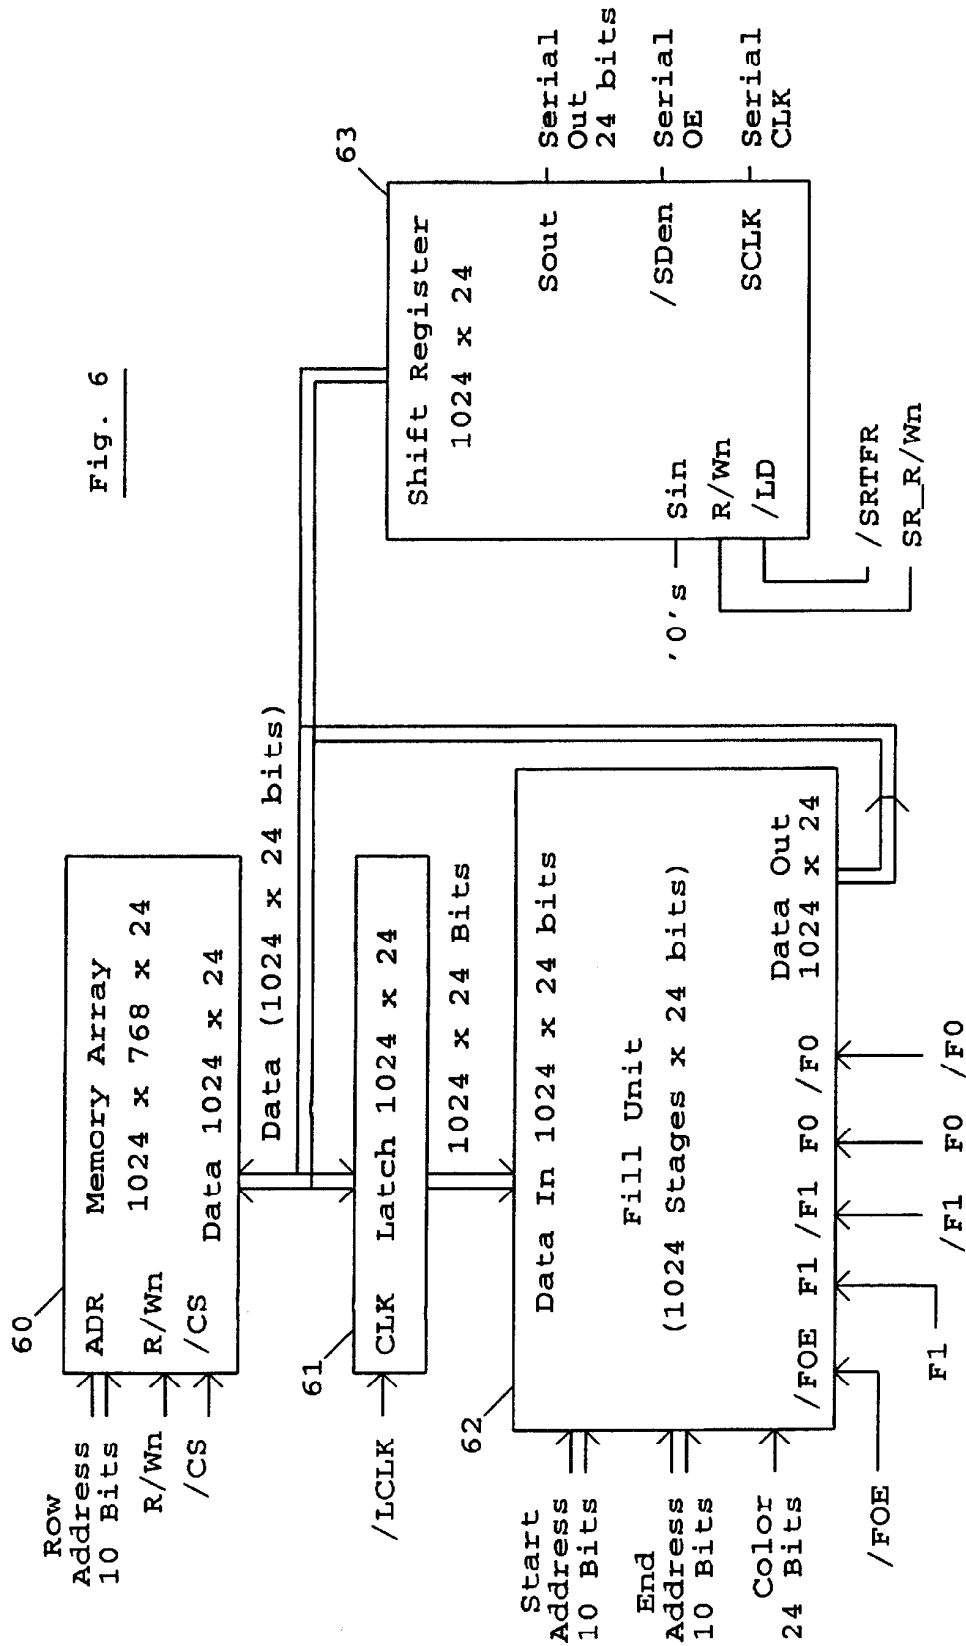 Fig. 6
60
Row
Address
10 Bits
R/Wn
/CS
ADR
R/Wn
/CS
Memory Array
1024 x 768 x 24
Data 1024 x 24
Data (1024 x 24 bits)
61
/LCLK
CLK
Latch 1024 x 24
1024 x 24 Bits
62
Start
Address
10 Bits
End
Address
10 Bits
Color
24 Bits
/FOE
Data In 1024 x 24 bits
Fill Unit
(1024 Stages x 24 bits)
/FOE
F1
/F1
F0
/F0
Data Out
1024 x 24
F1
/F1
F0
/F0
63
Shift Register
1024 x 24
Sin
R/Wn
/LD
Sout
/SDen
SCLK
'0's
/SRTFR
SR_R/Wn
Serial
Out
24 bits
Serial
OE
Serial
CLK